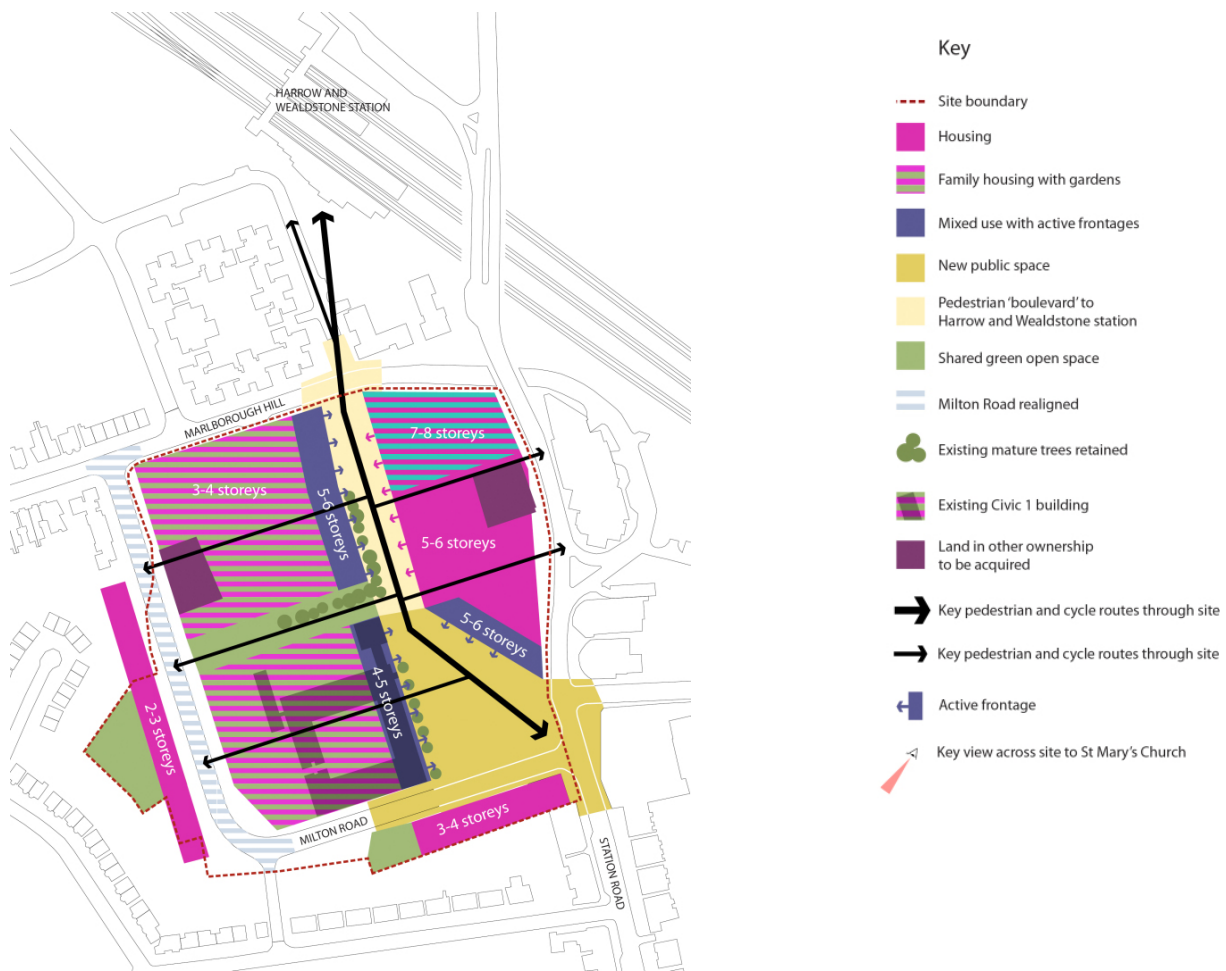 HARROW AND
WEALDSTONE STATION
MARLBOROUGH HILL
7-8 storeys
3-4 storeys
5-6 storeys
5-6 storeys
5-6 storeys
4-5 storeys
2-3 storeys
3-4 storeys
MILTON ROAD
STATION ROAD
Key
Site boundary
Housing
Family housing with gardens
Mixed use with active frontages
New public space
Pedestrian ‘boulevard’ to
Harrow and Wealdstone station
Shared green open space
Milton Road realigned
Existing mature trees retained
Existing Civic 1 building
Land in other ownership
to be acquired
Key pedestrian and cycle routes through site
Key pedestrian and cycle routes through site
Active frontage
Key view across site to St Mary’s Church